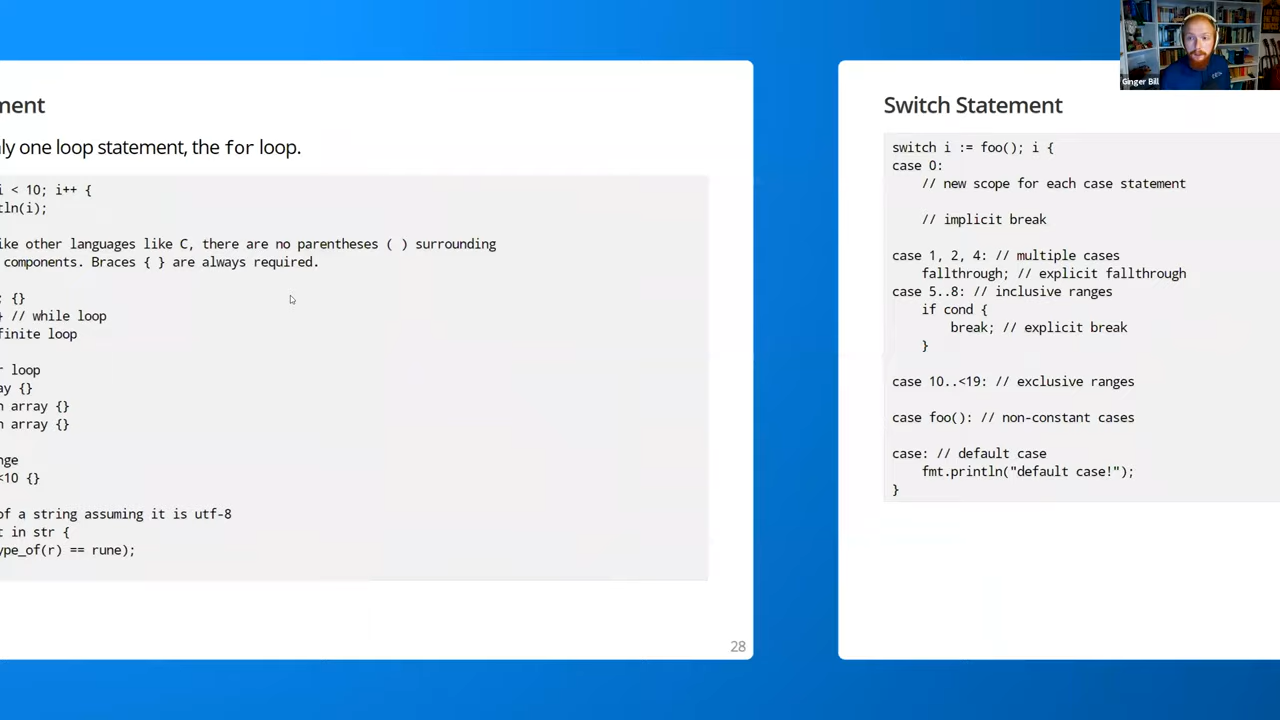 ment
ly one loop statement, the for loop.
i < 10; i++ {
tln(i);
ike other languages like C, there are no parentheses ( ) surrounding
components. Braces { } are always required.
; {}
} // while loop
finite loop
r loop
ay {}
n array {}
n array {}
nge
<10 {}
of a string assuming it is utf-8
t in str {
ype_of(r) == rune);
28
Ginger Bill
Switch Statement
switch i := foo(); i {
case 0:
// new scope for each case statement
// implicit break
case 1, 2, 4: // multiple cases
fallthrough; // explicit fallthrough
case 5..8: // inclusive ranges
if cond {
break; // explicit break
}
case 10..<19: // exclusive ranges
case foo(): // non-constant cases
case: // default case
fmt.println("default case!");
}